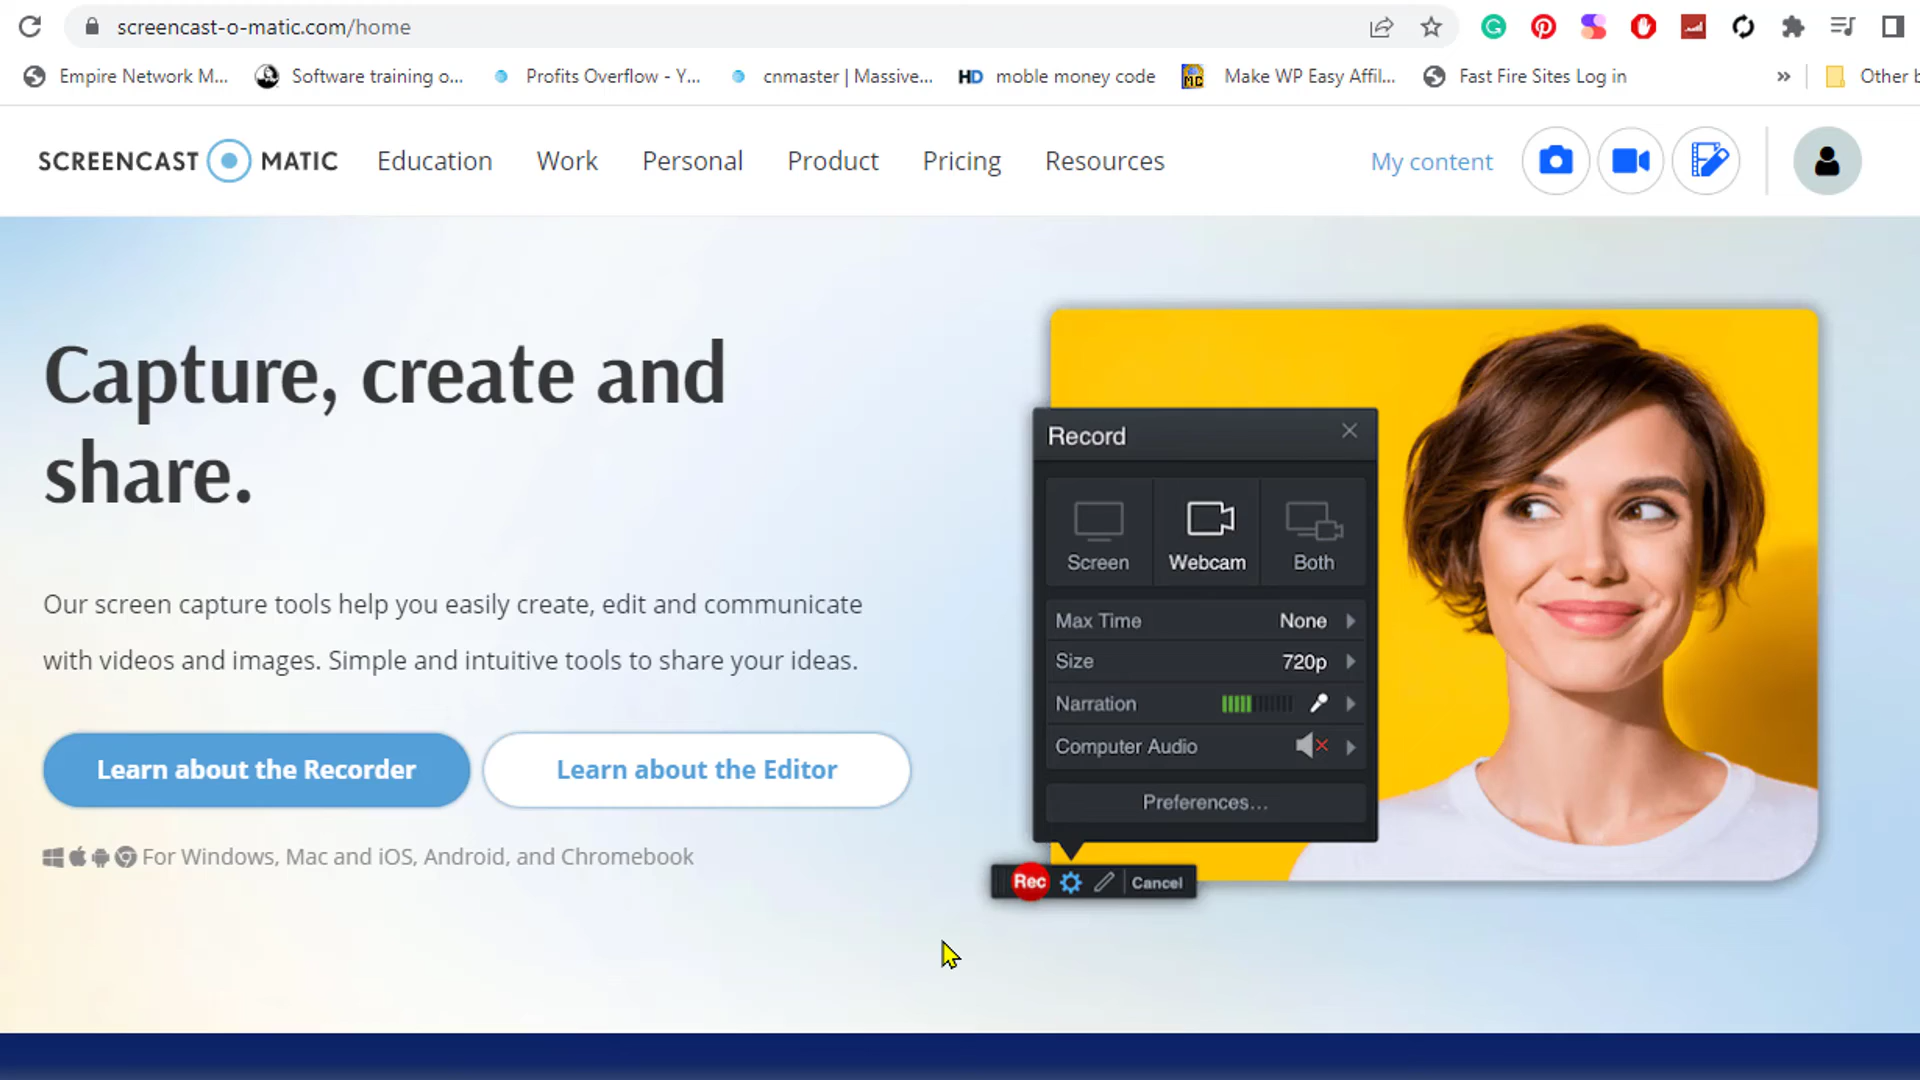 screencast-o-matic.com/home
Empire Network M...
Software training o...
Profits Overflow - Y...
cnmaster | Massive...
HD moble money code
MC Make WP Easy Affil...
Fast Fire Sites Log in
»
Other b
SCREENCAST MATIC
Education
Work
Personal
Product
Pricing
Resources
My content
Capture, create and
share.
Our screen capture tools help you easily create, edit and communicate
with videos and images. Simple and intuitive tools to share your ideas.
Learn about the Recorder
Learn about the Editor
For Windows, Mac and iOS, Android, and Chromebook
Record
Screen
Webcam
Both
Max Time None
Size 720p
Narration
Computer Audio
Preferences...
Rec
Cancel